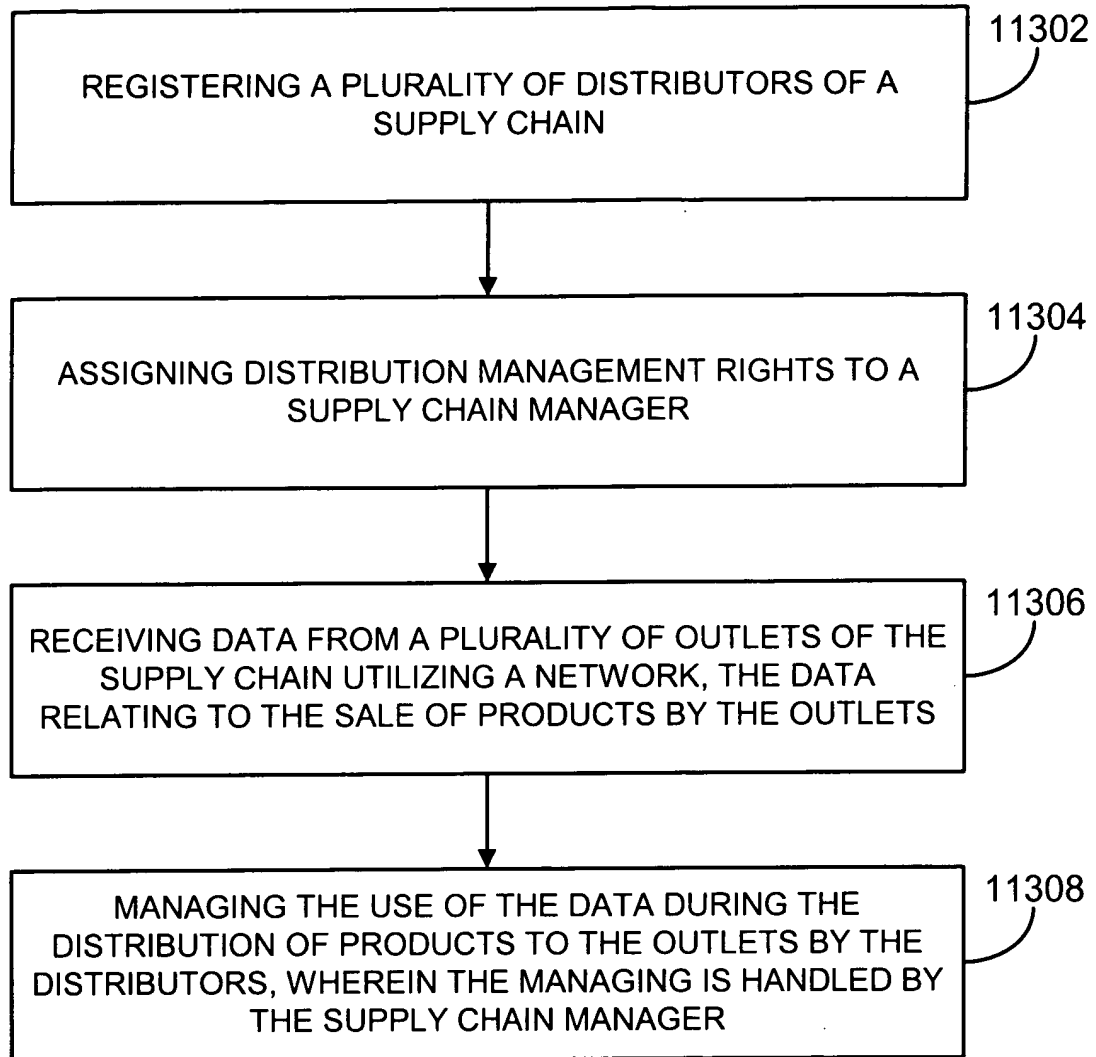 11302
REGISTERING A PLURALITY OF DISTRIBUTORS OF A
SUPPLY CHAIN
11304
ASSIGNING DISTRIBUTION MANAGEMENT RIGHTS TO A
SUPPLY CHAIN MANAGER
11306
RECEIVING DATA FROM A PLURALITY OF OUTLETS OF THE
SUPPLY CHAIN UTILIZING A NETWORK, THE DATA
RELATING TO THE SALE OF PRODUCTS BY THE OUTLETS
11308
MANAGING THE USE OF THE DATA DURING THE
DISTRIBUTION OF PRODUCTS TO THE OUTLETS BY THE
DISTRIBUTORS, WHEREIN THE MANAGING IS HANDLED BY
THE SUPPLY CHAIN MANAGER